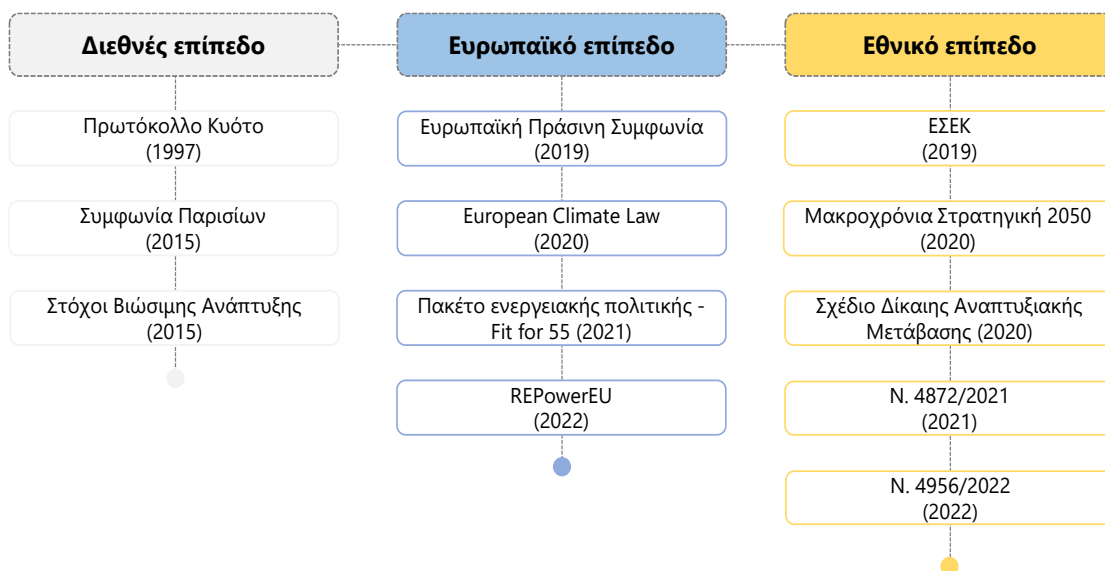 Διεθνές επίπεδο
Πρωτόκολλο Κυότο
(1997)
Συμφωνία Παρισίων
(2015)
Στόχοι Βιώσιμης Ανάπτυξης
(2015)
Ευρωπαϊκό επίπεδο
Ευρωπαϊκή Πράσινη Συμφωνία
(2019)
European Climate Law
(2020)
Πακέτο ενεργειακής πολιτικής -
Fit for 55 (2021)
REPowerEU
(2022)
Εθνικό επίπεδο
ΕΣΕΚ
(2019)
Μακροχρόνια Στρατηγική 2050
(2020)
Σχέδιο Δίκαιης Αναπτυξιακής
Μετάβασης (2020)
Ν. 4872/2021
(2021)
Ν. 4956/2022
(2022)